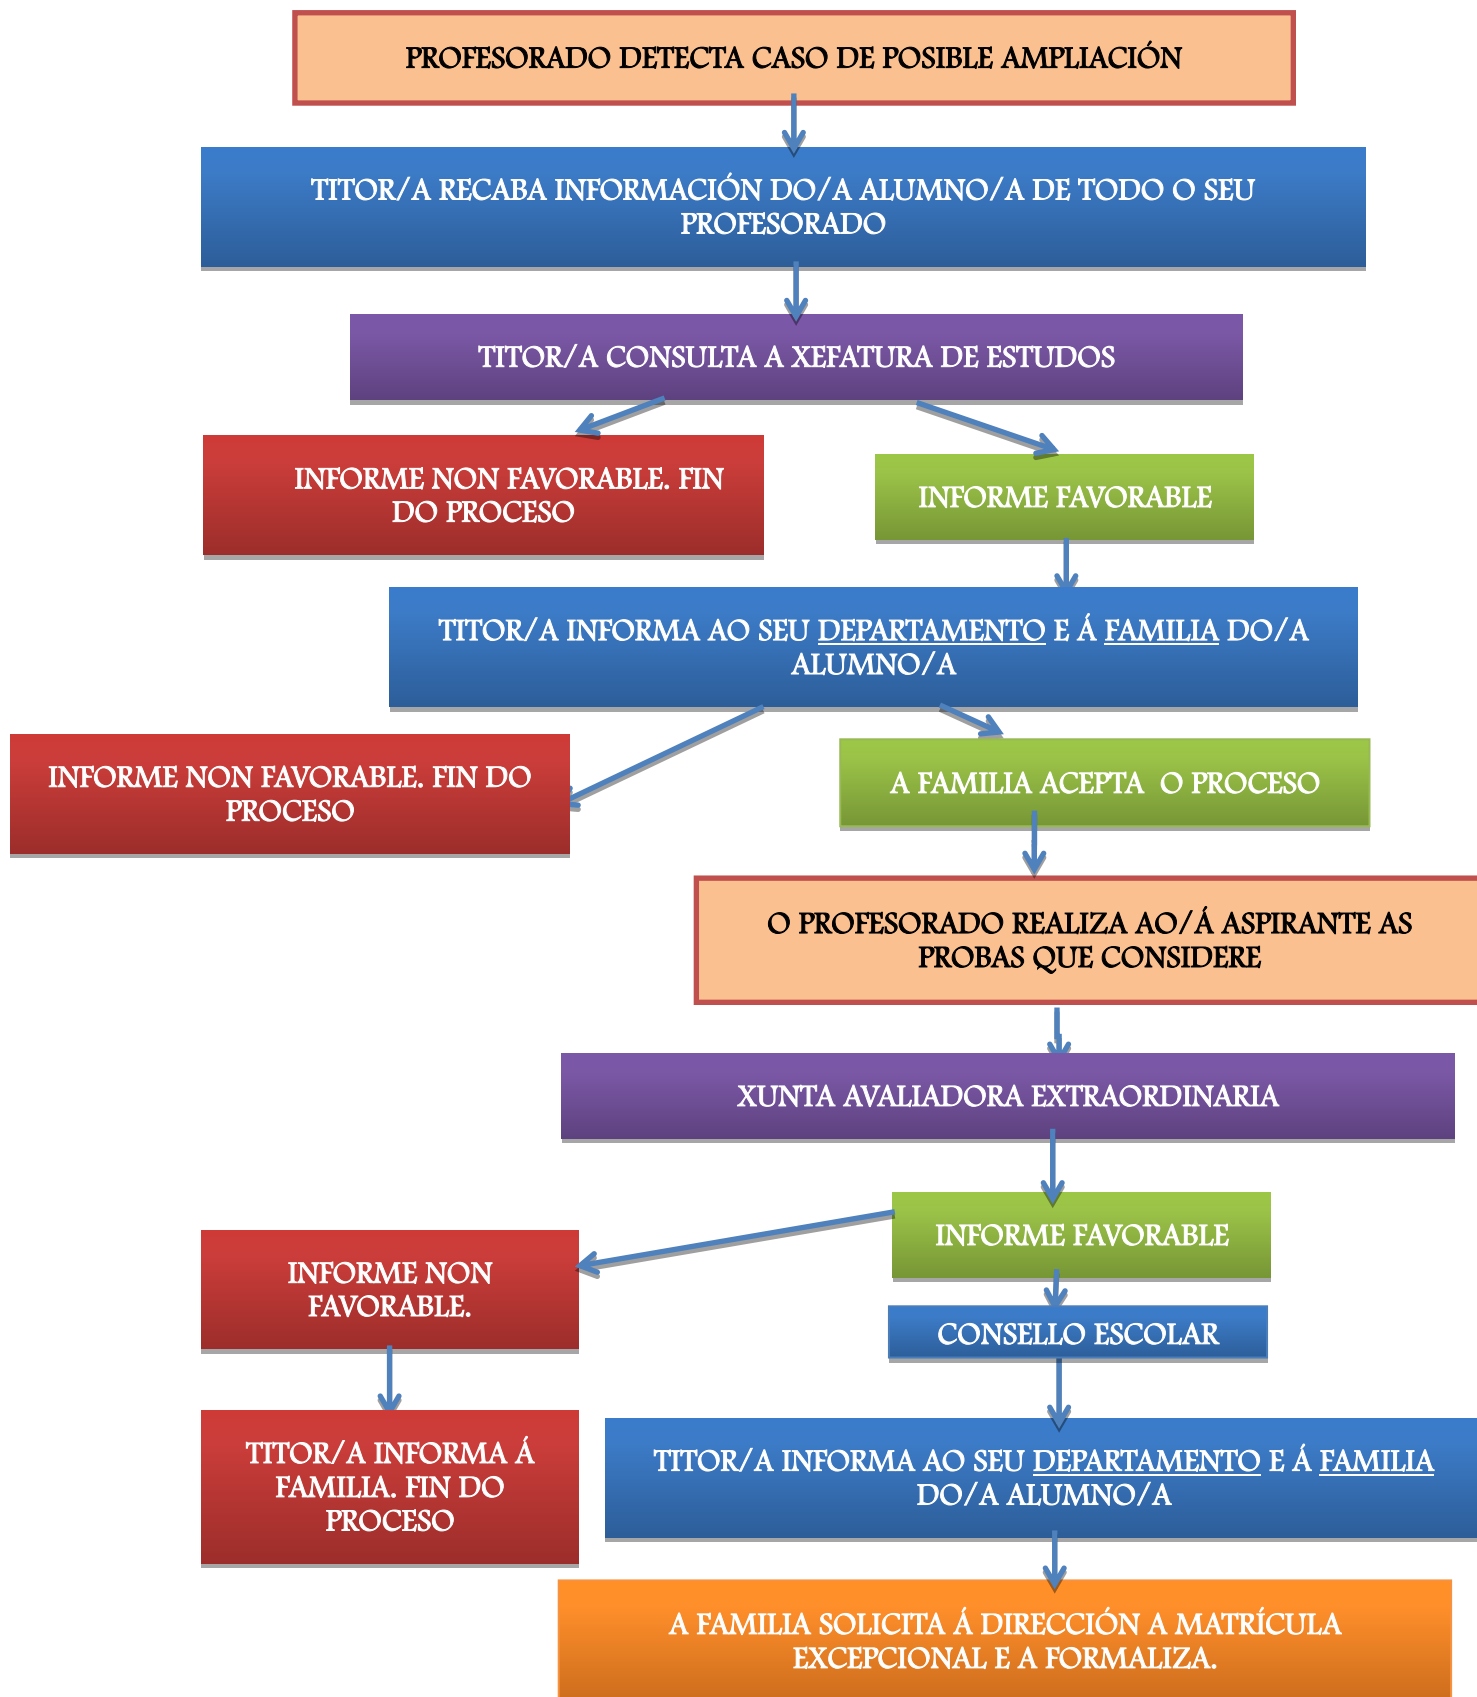 PROFESORADO DETECTA CASO DE POSIBLE AMPLIACIÓN
TITOR/A RECABA INFORMACIÓN DO/A ALUMNO/A DE TODO O SEU
PROFESORADO
TITOR/A CONSULTA A XEFATURA DE ESTUDOS
INFORME NON FAVORABLE. FIN
DO PROCESO
INFORME FAVORABLE
TITOR/A INFORMA AO SEU DEPARTAMENTO E Á FAMILIA DO/A
ALUMNO/A
INFORME NON FAVORABLE. FIN DO
PROCESO
A FAMILIA ACEPTA O PROCESO
O PROFESORADO REALIZA AO/Á ASPIRANTE AS
PROBAS QUE CONSIDERE
XUNTA AVALIADORA EXTRAORDINARIA
INFORME FAVORABLE
INFORME NON
FAVORABLE.
CONSELLO ESCOLAR
TITOR/A INFORMA Á
FAMILIA. FIN DO
PROCESO
TITOR/A INFORMA AO SEU DEPARTAMENTO E Á FAMILIA
DO/A ALUMNO/A
A FAMILIA SOLICITA Á DIRECCIÓN A MATRÍCULA
EXCEPCIONAL E A FORMALIZA.